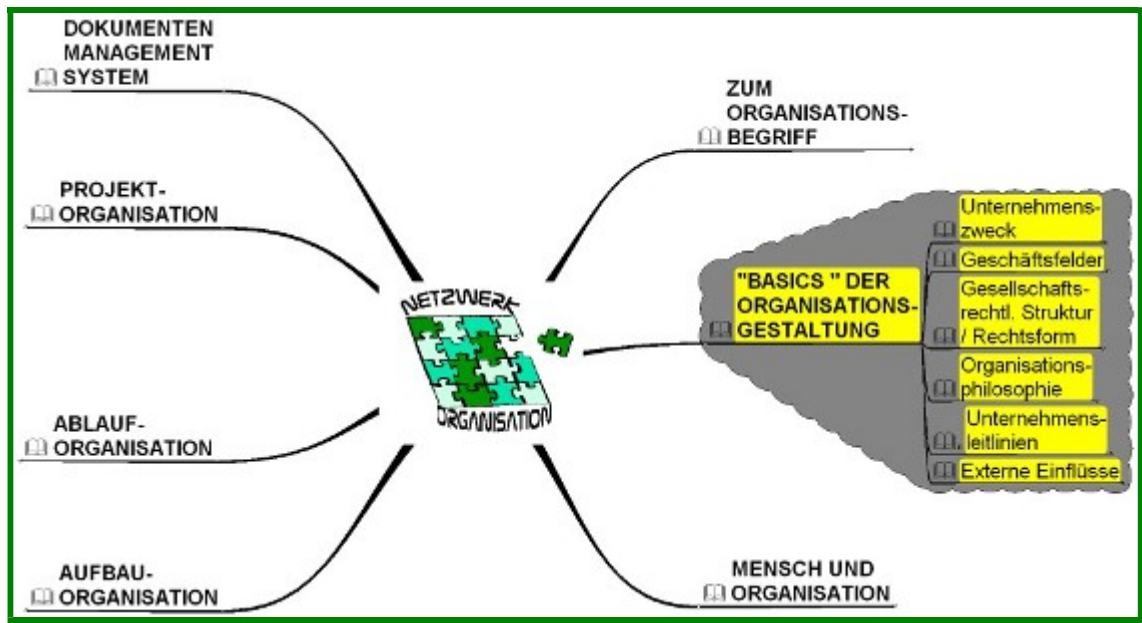 DOKUMENTEN
MANAGEMENT
SYSTEM
PROJEKT-
ORGANISATION
ABLAUF-
ORGANISATION
AUFBAU-
ORGANISATION
NETZWERK
ORGANISATION
ZUM
ORGANISATIONS-
BEGRIFF
"BASICS " DER
ORGANISATIONS-
GESTALTUNG
Unternehmens-
zweck
Geschäftsfelder
Gesellschafts-
rechtl. Struktur
/ Rechtsform
Organisations-
philosophie
Unternehmens-
leitlinien
Externe Einflüsse
MENSCH UND
ORGANISATION